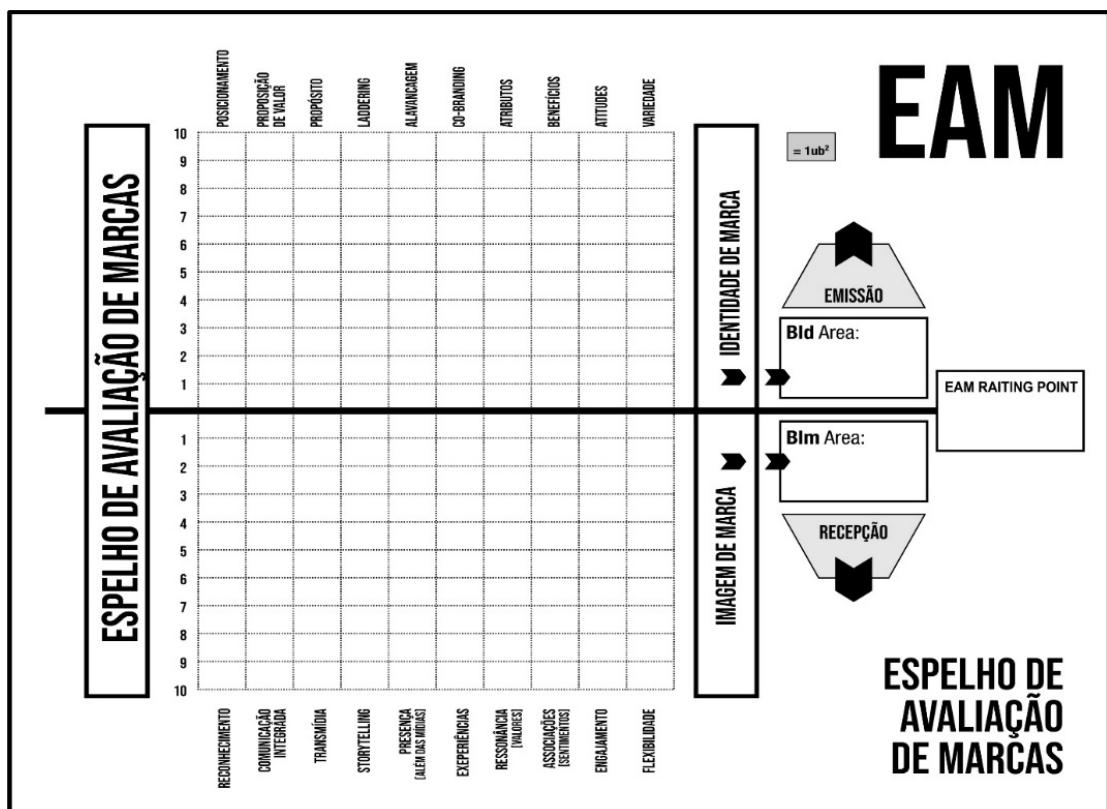 ESPELHO DE AVALIAÇÃO DE MARCAS
POSICIONAMENTO
PROPOSIÇÃO
DE VALOR
PROPÓSITO
LADDERING
ALAVANCAGEM
CO-BRANDING
ATRIBUTOS
BENEFÍCIOS
ATITUDES
VARIEDADE
10
9
8
7
6
5
4
3
2
1
1
2
3
4
5
6
7
8
9
10
RECONHECIMENTO
COMUNICAÇÃO
INTEGRADA
TRANSMÍDIA
STORYTELLING
PRESENÇA
[ALÉM DAS MÍDIAS]
EXEPERIÊNCIAS
RESSONÂNCIA
[VALORES]
ASSOCIAÇÕES
[SENTIMENTOS]
ENGAJAMENTO
FLEXIBILIDADE
IDENTIDADE DE MARCA
IMAGEM DE MARCA
= 1ub²
EAM
EMISSÃO
BId Area:
EAM RAITING POINT
BIm Area:
RECEPÇÃO
ESPELHO DE
AVALIAÇÃO
DE MARCAS